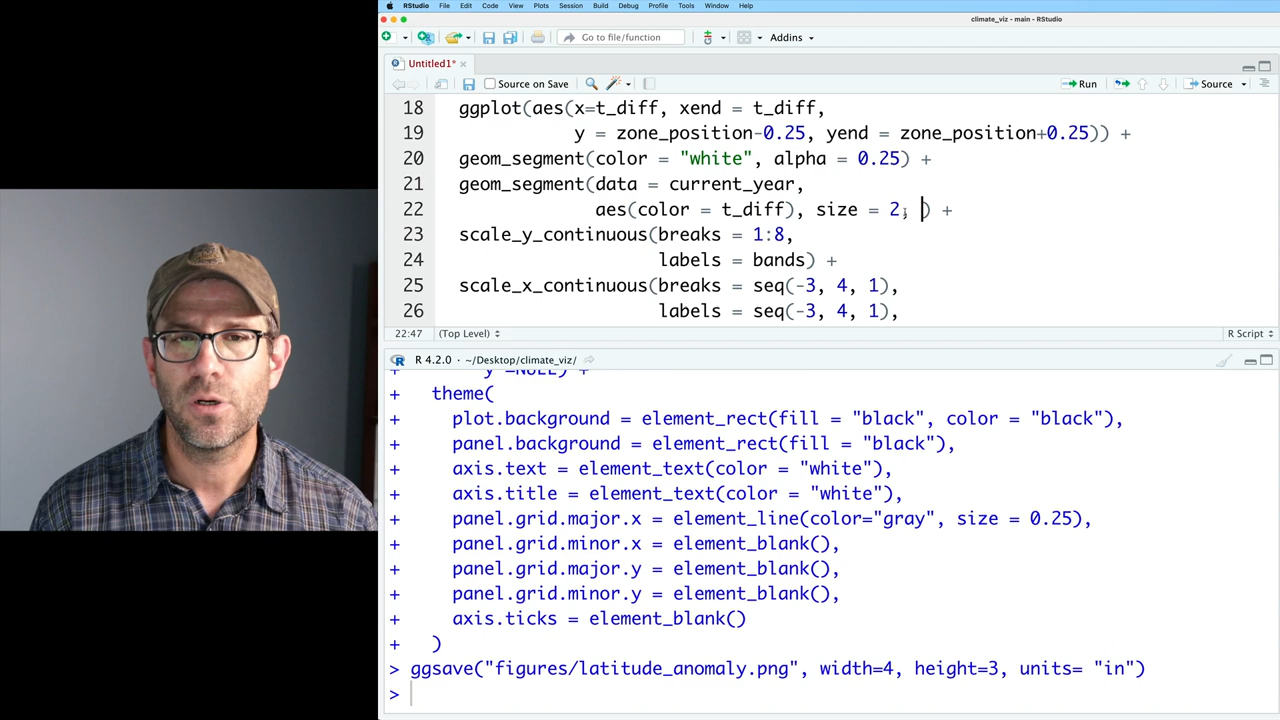 RStudio File Edit Code View Plots Session Build Debug Profile Tools Window Help
climate_viz - main - RStudio
Go to file/function Addins
Untitled1*
Source on Save Run Source
18 ggplot(aes(x=t_diff, xend = t_diff,
19 y = zone_position-0.25, yend = zone_position+0.25)) +
20 geom_segment(color = "white", alpha = 0.25) +
21 geom_segment(data = current_year,
22 aes(color = t_diff), size = 2, ) +
23 scale_y_continuous(breaks = 1:8,
24 labels = bands) +
25 scale_x_continuous(breaks = seq(-3, 4, 1),
26 labels = seq(-3, 4, 1),
22:47 (Top Level) R Script
R 4.2.0 · ~/Desktop/climate_viz/
+ y =NULL) +
+ theme(
+ plot.background = element_rect(fill = "black", color = "black"),
+ panel.background = element_rect(fill = "black"),
+ axis.text = element_text(color = "white"),
+ axis.title = element_text(color = "white"),
+ panel.grid.major.x = element_line(color="gray", size = 0.25),
+ panel.grid.minor.x = element_blank(),
+ panel.grid.major.y = element_blank(),
+ panel.grid.minor.y = element_blank(),
+ axis.ticks = element_blank()
+ )
> ggsave("figures/latitude_anomaly.png", width=4, height=3, units= "in")
>